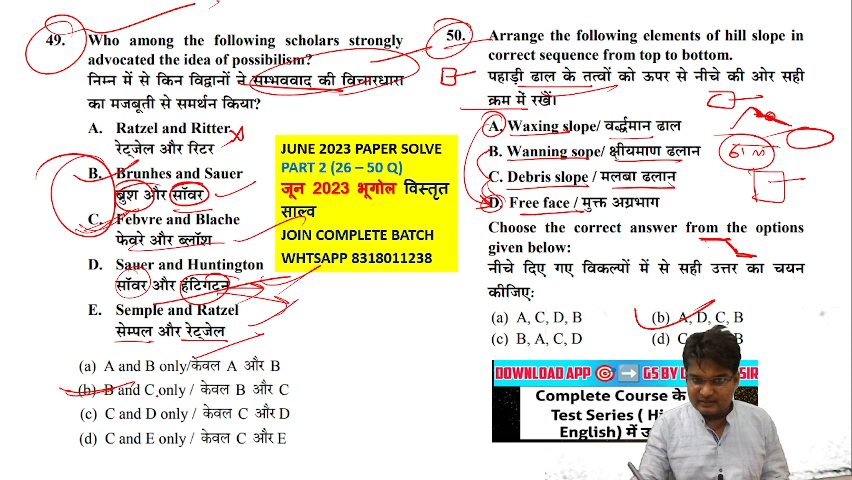 49. Who among the following scholars strongly
advocated the idea of possibilism?
निम्न में से किन विद्वानों ने सम्भववाद की विचारधारा
का मजबूती से समर्थन किया?
A. Ratzel and Ritter
रेट्जेल और रिटर
B. Brunhes and Sauer
ब्रुश और सॉवर
C. Febvre and Blache
फेवरे और ब्लॉश
D. Sauer and Huntington
सॉवर और हंटिगटन
E. Semple and Ratzel
सेम्पल और रेट्जेल
(a) A and B only/केवल A और B
(b) B and C only / केवल B और C
(c) C and D only / केवल C और D
(d) C and E only / केवल C और E
JUNE 2023 PAPER SOLVE
PART 2 (26 – 50 Q)
जून 2023 भूगोल विस्तृत
साल्व
JOIN COMPLETE BATCH
WHTSAPP 8318011238
50. Arrange the following elements of hill slope in
correct sequence from top to bottom.
पहाड़ी ढाल के तत्वों को ऊपर से नीचे की ओर सही
क्रम में रखें।
A. Waxing slope/ वर्द्धमान ढाल
B. Wanning sope/ क्षीयमाण ढलान
C. Debris slope / मलबा ढलान
D. Free face / मुक्त अग्रभाग
Choose the correct answer from the options
given below:
नीचे दिए गए विकल्पों में से सही उत्तर का चयन
कीजिए:
(a) A, C, D, B
(b) A, D, C, B
(c) B, A, C, D
(d) C B
DOWNLOAD APP GS BY SIR
Complete Course के
Test Series ( Hi
English) में उ